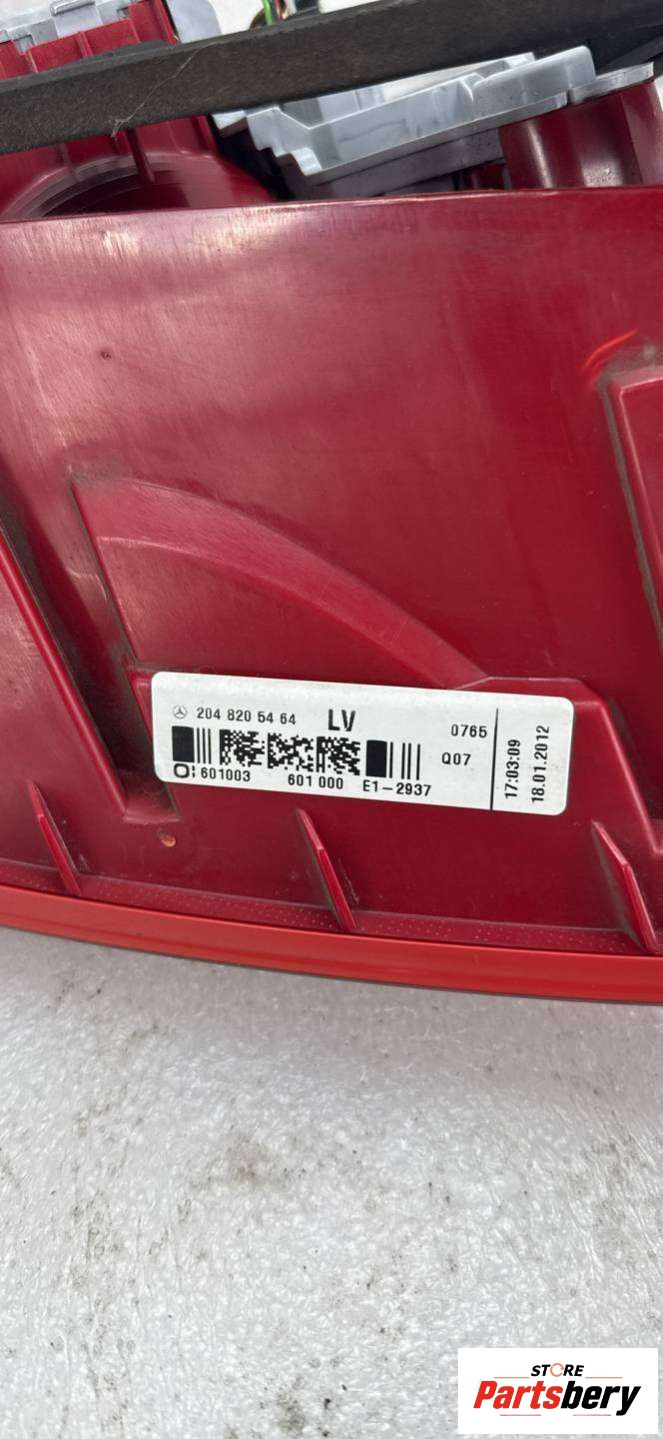 204 820 54 64 LV 0765
Q07
601003 601 000 E1-2937
17:03:09
18.01.2012
STORE
Partsbery